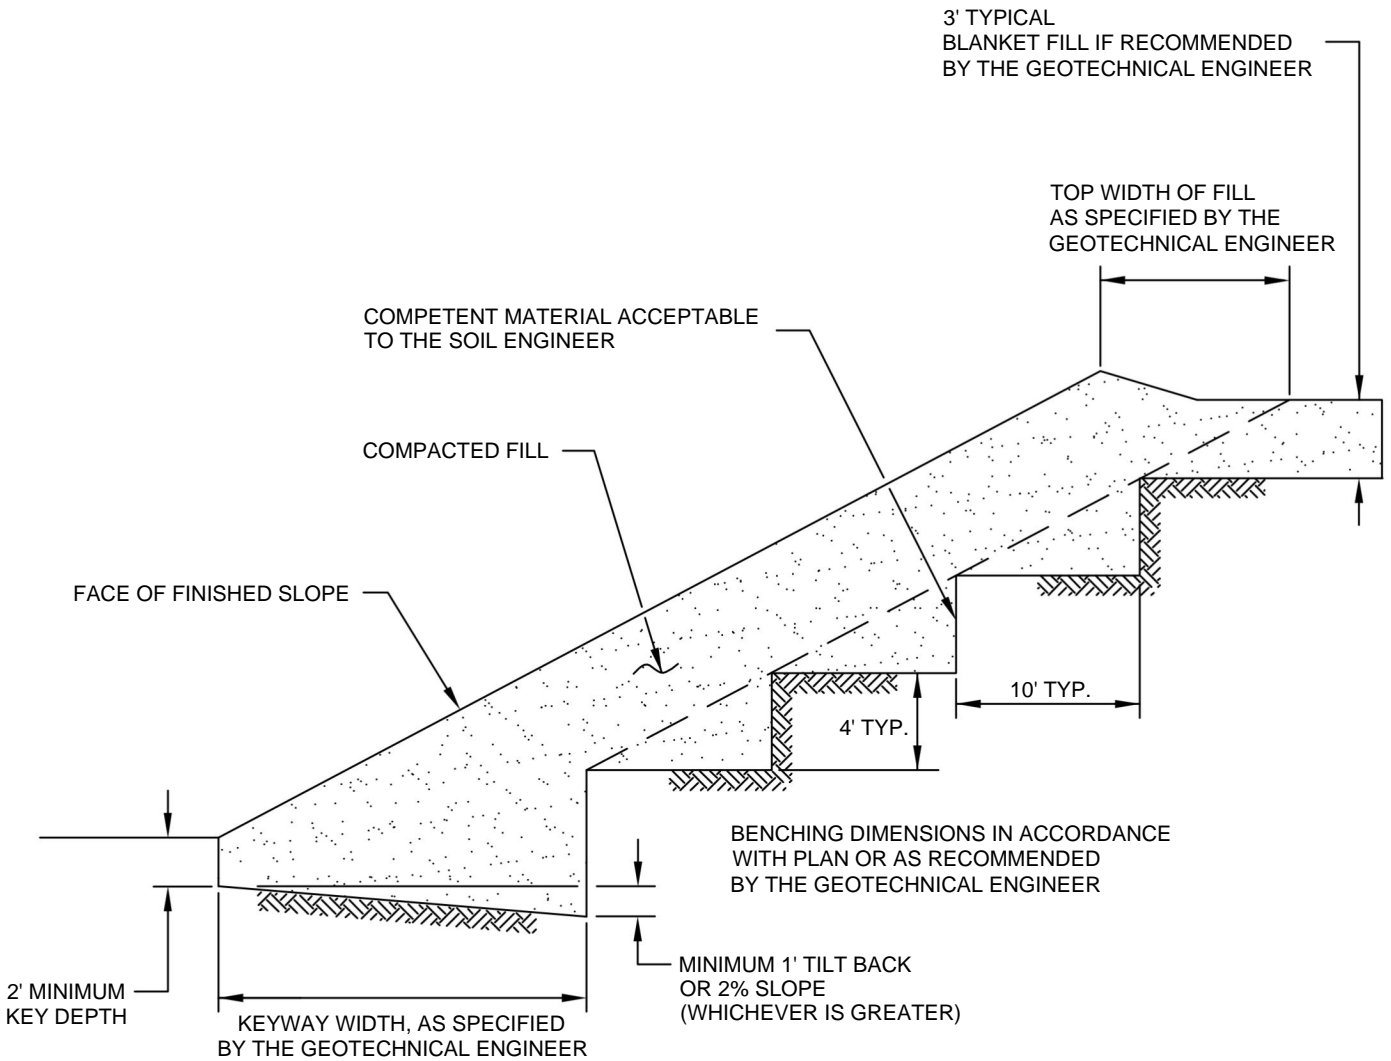 3' TYPICAL
BLANKET FILL IF RECOMMENDED
BY THE GEOTECHNICAL ENGINEER
TOP WIDTH OF FILL
AS SPECIFIED BY THE
GEOTECHNICAL ENGINEER
COMPETENT MATERIAL ACCEPTABLE
TO THE SOIL ENGINEER
COMPACTED FILL
FACE OF FINISHED SLOPE
10' TYP.
4' TYP.
BENCHING DIMENSIONS IN ACCORDANCE
WITH PLAN OR AS RECOMMENDED
BY THE GEOTECHNICAL ENGINEER
MINIMUM 1' TILT BACK
OR 2% SLOPE
(WHICHEVER IS GREATER)
2' MINIMUM
KEY DEPTH
KEYWAY WIDTH, AS SPECIFIED
BY THE GEOTECHNICAL ENGINEER